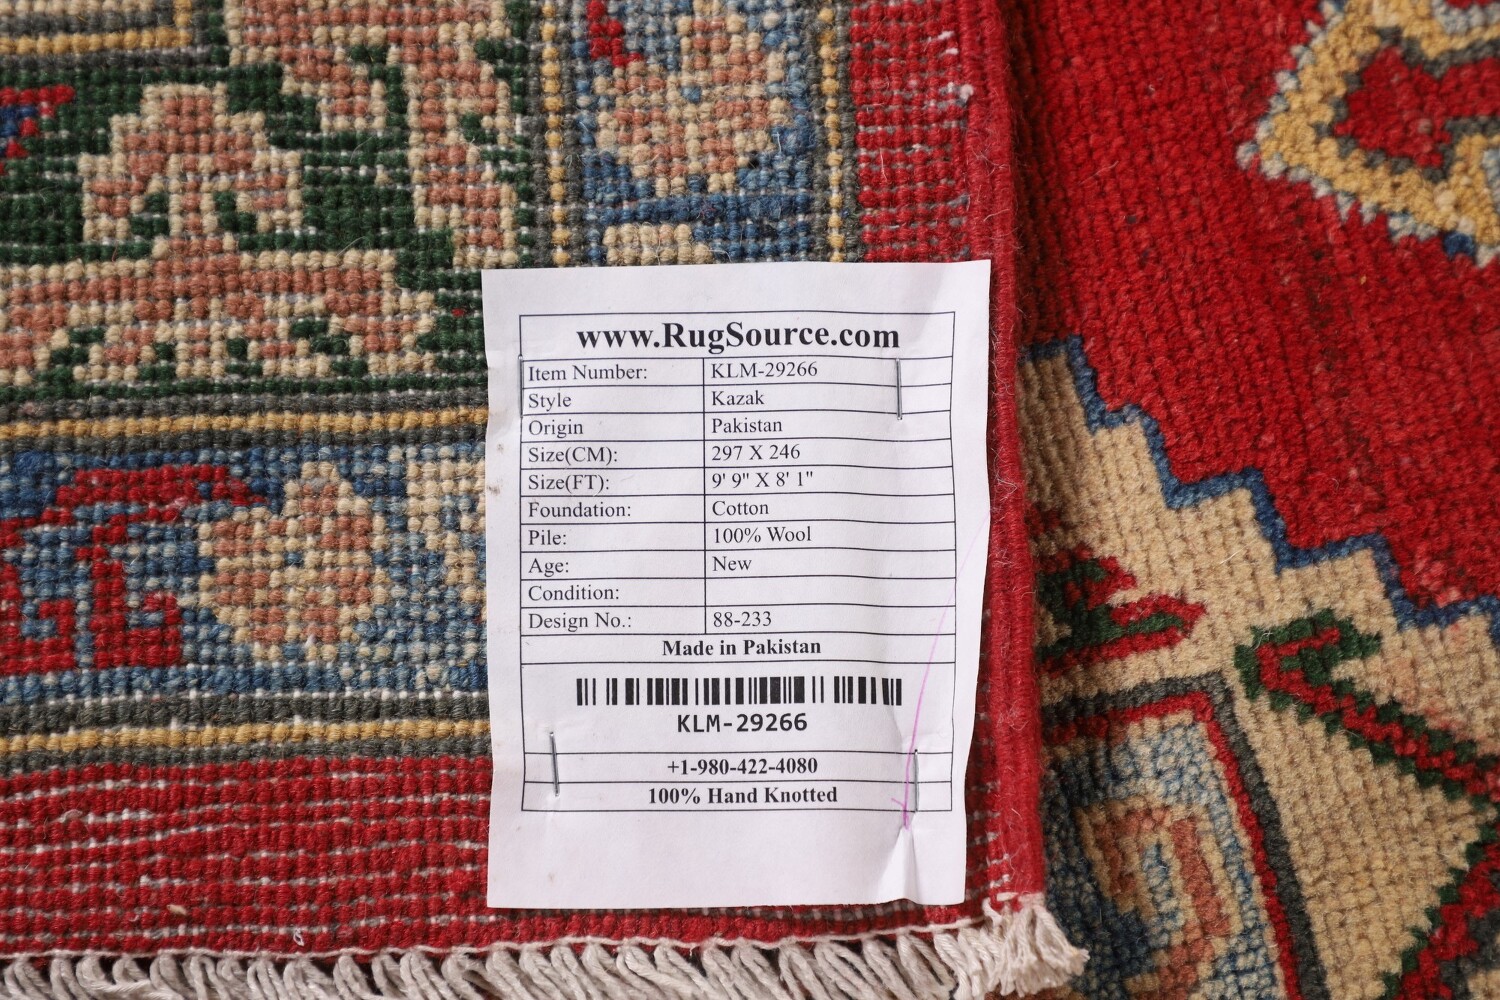 www.RugSource.com
Item Number: KLM-29266
Style Kazak
Origin Pakistan
Size(CM): 297 X 246
Size(FT): 9' 9" X 8' 1"
Foundation: Cotton
Pile: 100% Wool
Age: New
Condition:
Design No.: 88-233
Made in Pakistan
KLM-29266
+1-980-422-4080
100% Hand Knotted